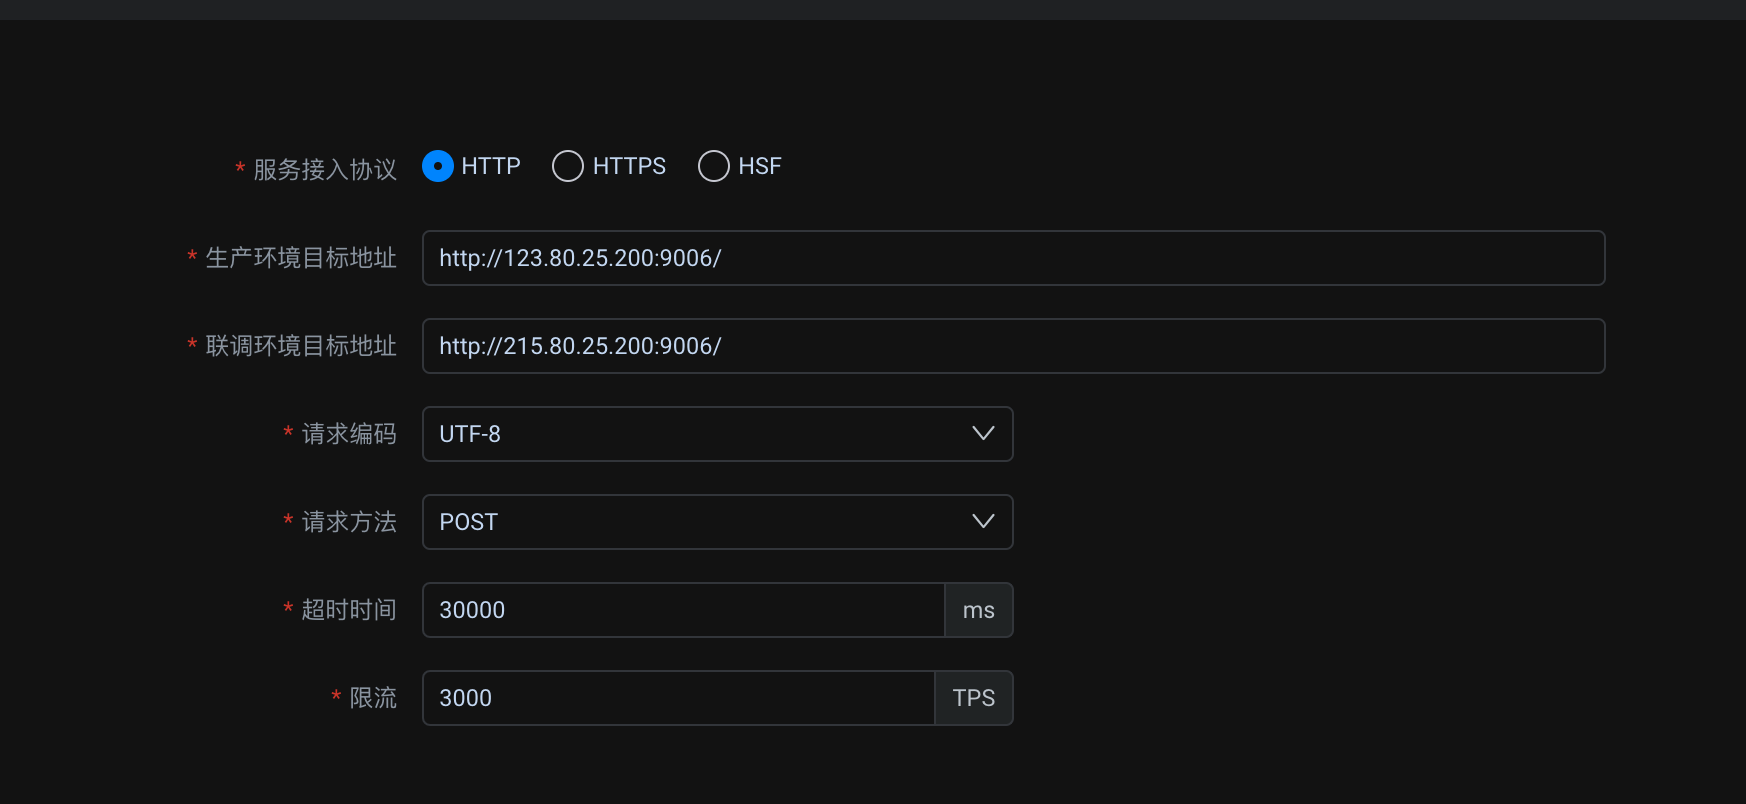 * 服务接入协议 HTTP HTTPS HSF
* 生产环境目标地址 http://123.80.25.200:9006/
* 联调环境目标地址 http://215.80.25.200:9006/
* 请求编码 UTF-8
* 请求方法 POST
* 超时时间 30000 ms
* 限流 3000 TPS